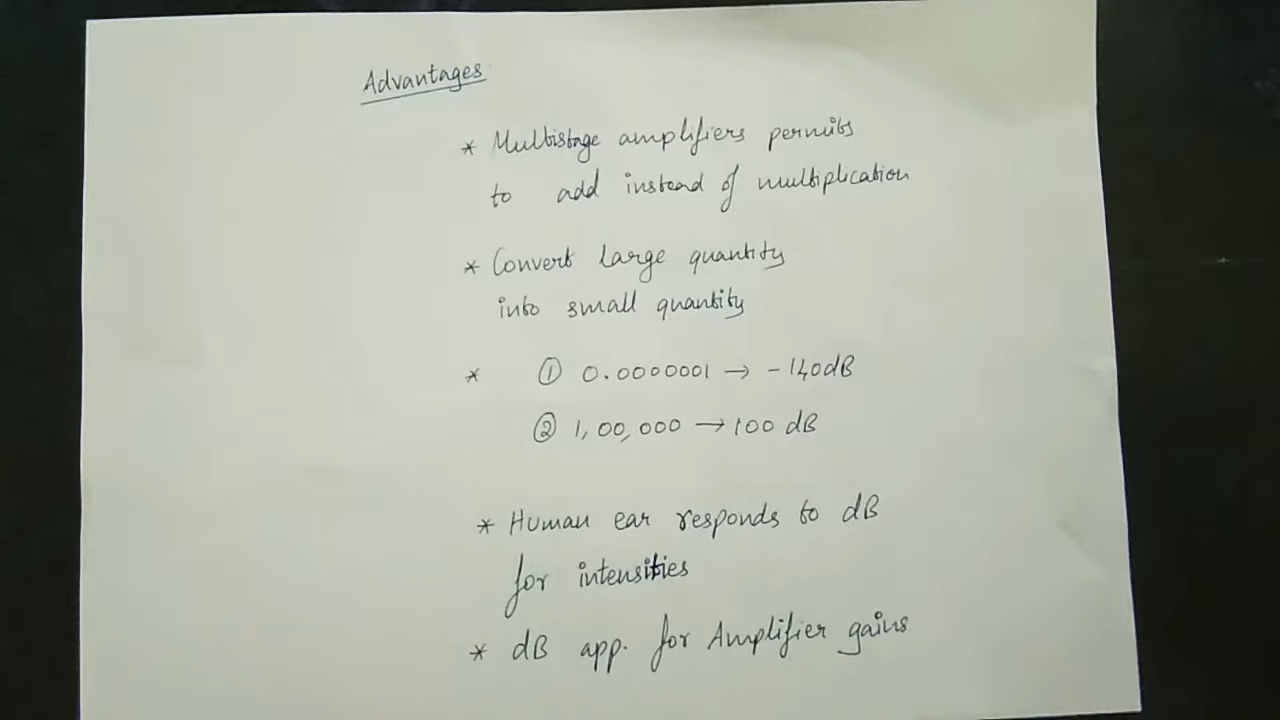 Advantages
* Multistage amplifiers permits
to add instead of multiplication
* Convert large quantity
into small quantity
* ① 0.0000001 → - 140dB
② 1,00,000 → 100 dB
* Human ear responds to dB
for intensities
* dB app. for Amplifier gains